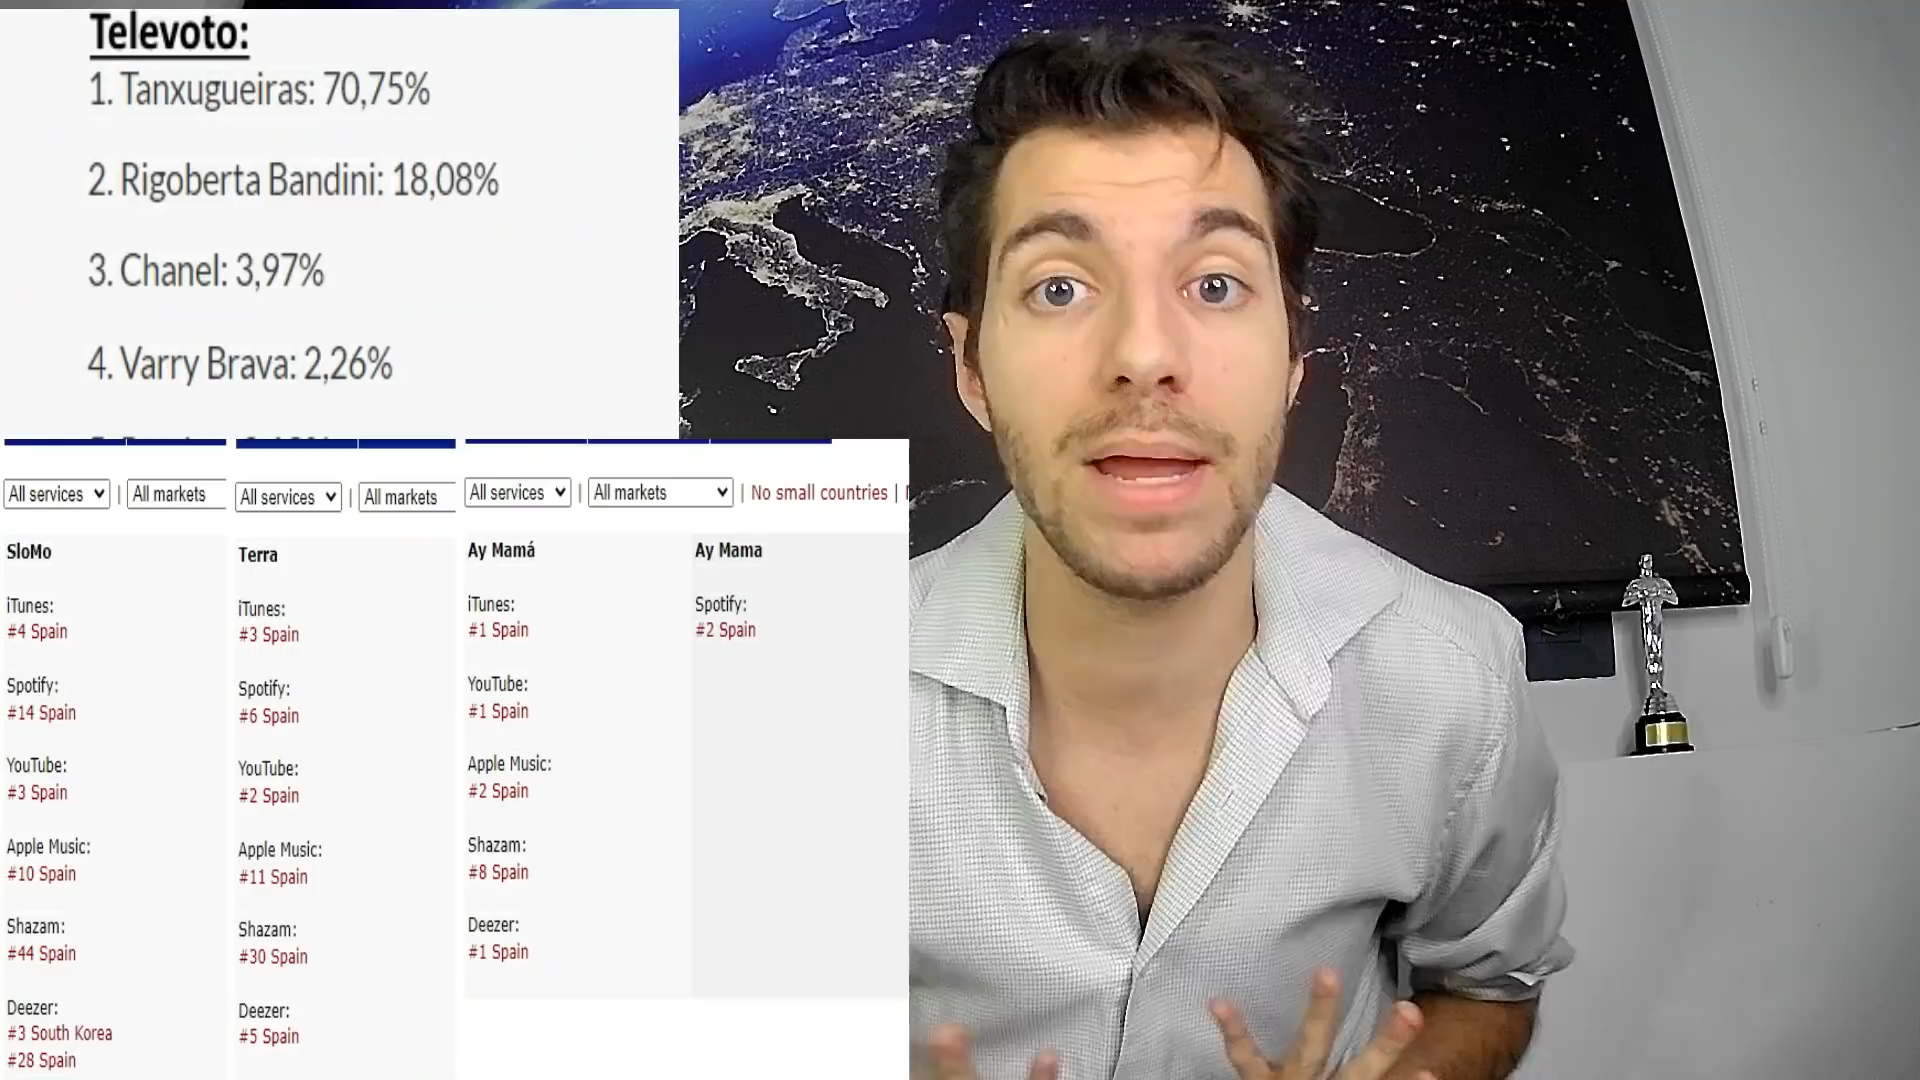 Televoto:
1. Tanxugueiras: 70,75%
2. Rigoberta Bandini: 18,08%
3. Chanel: 3,97%
4. Varry Brava: 2,26%
All services | All markets
All services | All markets
All services | All markets | No small countries |
SloMo
iTunes:
#4 Spain
Spotify:
#14 Spain
YouTube:
#3 Spain
Apple Music:
#10 Spain
Shazam:
#44 Spain
Deezer:
#3 South Korea
#28 Spain
Terra
iTunes:
#3 Spain
Spotify:
#6 Spain
YouTube:
#2 Spain
Apple Music:
#11 Spain
Shazam:
#30 Spain
Deezer:
#5 Spain
Ay Mamá
iTunes:
#1 Spain
YouTube:
#1 Spain
Apple Music:
#2 Spain
Shazam:
#8 Spain
Deezer:
#1 Spain
Ay Mama
Spotify:
#2 Spain